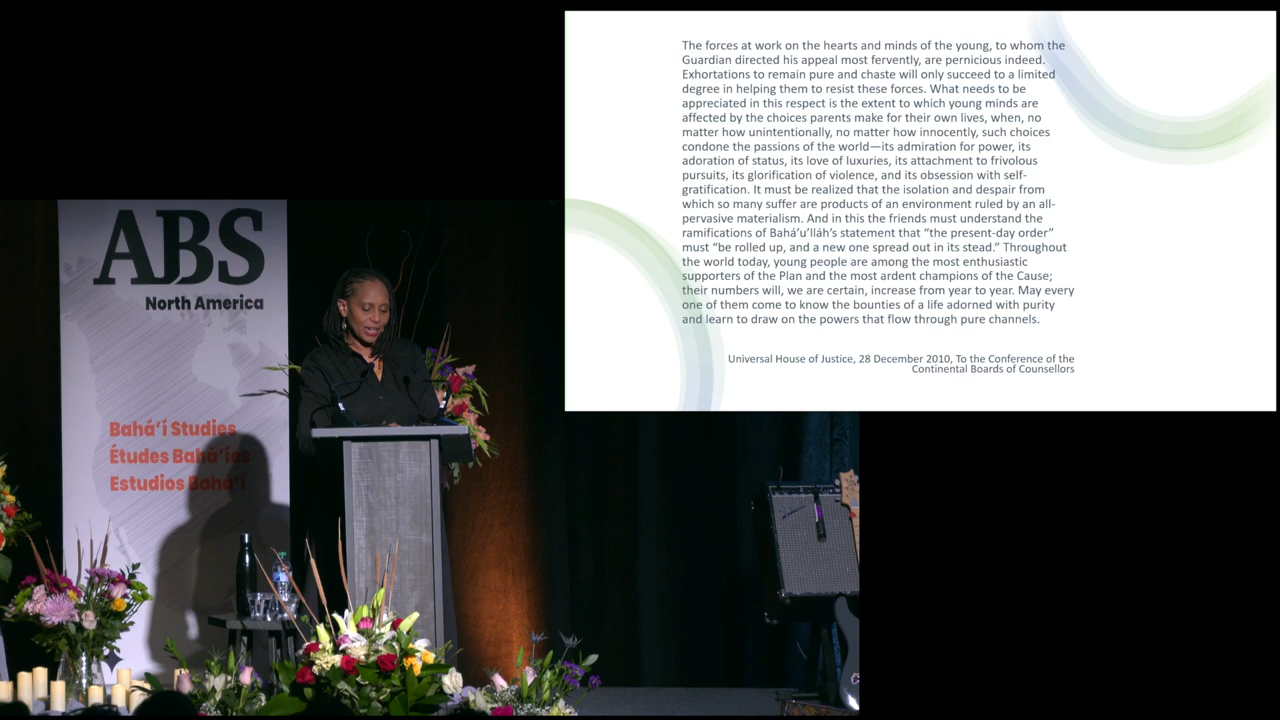 The forces at work on the hearts and minds of the young, to whom the
Guardian directed his appeal most fervently, are pernicious indeed.
Exhortations to remain pure and chaste will only succeed to a limited
degree in helping them to resist these forces. What needs to be
appreciated in this respect is the extent to which young minds are
affected by the choices parents make for their own lives, when, no
matter how unintentionally, no matter how innocently, such choices
condone the passions of the world—its admiration for power, its
adoration of status, its love of luxuries, its attachment to frivolous
pursuits, its glorification of violence, and its obsession with self-
gratification. It must be realized that the isolation and despair from
which so many suffer are products of an environment ruled by an all-
pervasive materialism. And in this the friends must understand the
ramifications of Bahá’u’lláh’s statement that “the present-day order”
must “be rolled up, and a new one spread out in its stead.” Throughout
the world today, young people are among the most enthusiastic
supporters of the Plan and the most ardent champions of the Cause;
their numbers will, we are certain, increase from year to year. May every
one of them come to know the bounties of a life adorned with purity
and learn to draw on the powers that flow through pure channels.
Universal House of Justice, 28 December 2010, To the Conference of the
Continental Boards of Counsellors
ABS
North America
Bahá’í Studies
Études Bahá’íes
Estudios Bahá’í